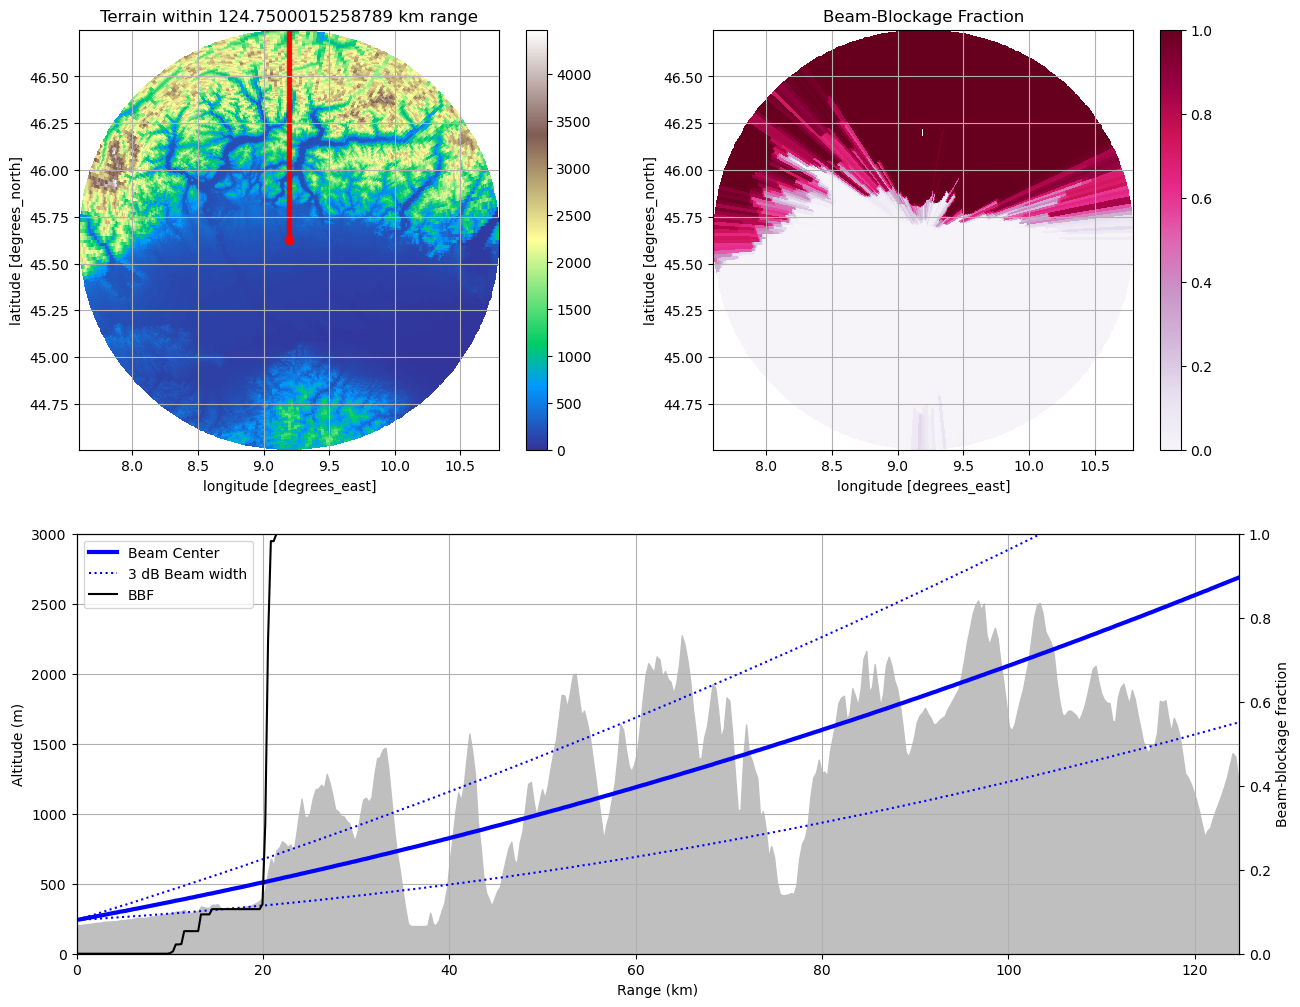 Terrain within 124.7500015258789 km range
46.50
46.25
46.00
45.75
45.50
45.25
45.00
44.75
latitude [degrees_north]
8.0 8.5 9.0 9.5 10.0 10.5
longitude [degrees_east]
4000
3500
3000
2500
2000
1500
1000
500
0
Beam-Blockage Fraction
46.50
46.25
46.00
45.75
45.50
45.25
45.00
44.75
latitude [degrees_north]
8.0 8.5 9.0 9.5 10.0 10.5
longitude [degrees_east]
1.0
0.8
0.6
0.4
0.2
0.0
3000
2500
2000
1500
1000
500
0
Altitude (m)
Beam Center
3 dB Beam width
BBF
0 20 40 60 80 100 120
Range (km)
1.0
0.8
0.6
0.4
0.2
0.0
Beam-blockage fraction